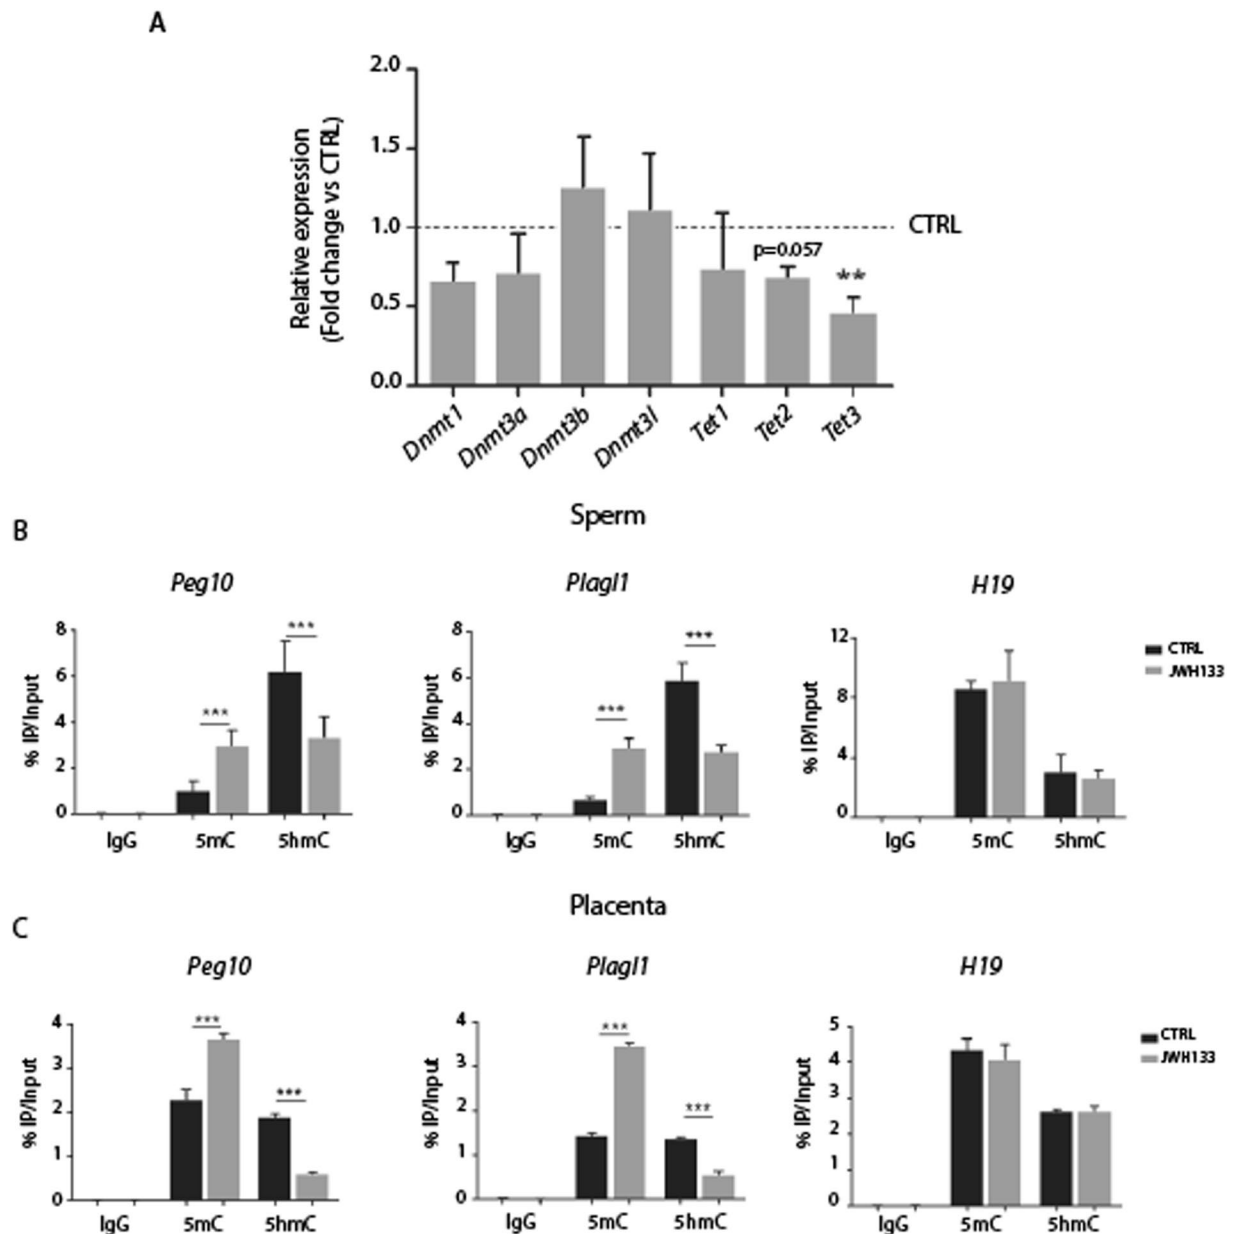 A
Relative expression
(Fold change vs CTRL)
2.0
1.5
1.0
0.5
0.0
CTRL
p=0.057
**
Dnmt1
Dnmt3a
Dnmt3b
Dnmt3l
Tet1
Tet2
Tet3
Sperm
B
Peg10
% IP/Input
8
6
4
2
0
***
***
IgG 5mC 5hmC
Plagl1
% IP/Input
8
6
4
2
0
***
***
IgG 5mC 5hmC
H19
% IP/Input
12
8
4
0
IgG 5mC 5hmC
CTRL
JWH133
Placenta
C
Peg10
% IP/Input
4
3
2
1
0
***
***
IgG 5mC 5hmC
Plagl1
% IP/Input
4
3
2
1
0
***
***
IgG 5mC 5hmC
H19
% IP/Input
5
4
3
2
1
0
IgG 5mC 5hmC
CTRL
JWH133